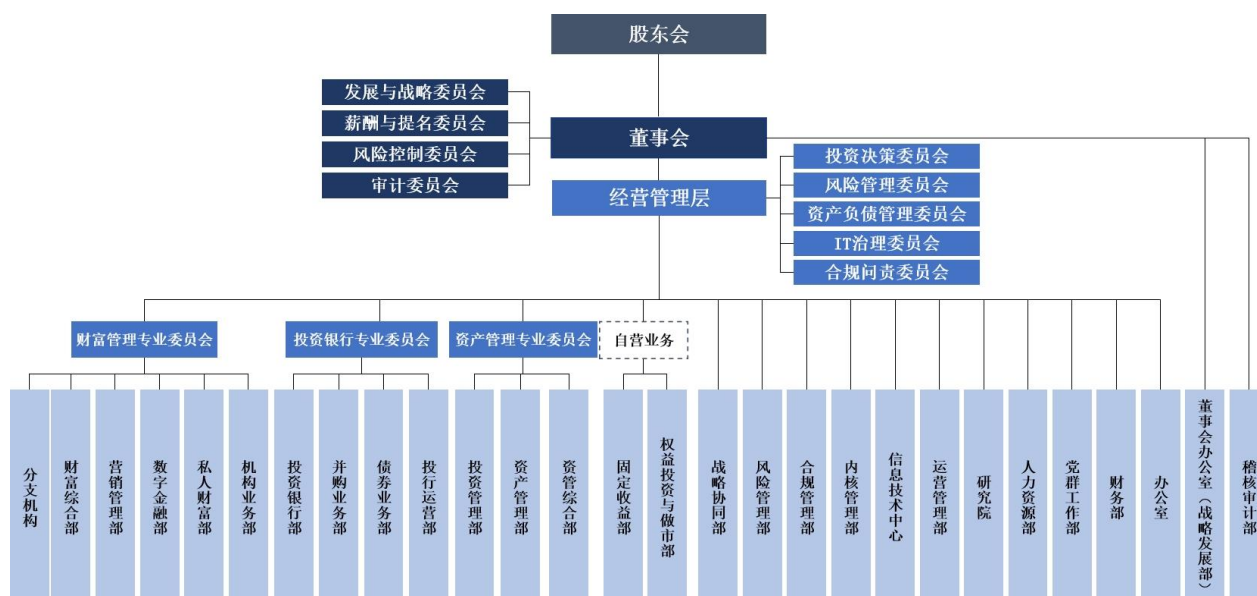 股东会
发展与战略委员会
薪酬与提名委员会
风险控制委员会
审计委员会
董事会
经营管理层
投资决策委员会
风险管理委员会
资产负债管理委员会
IT治理委员会
合规问责委员会
财富管理专业委员会
投资银行专业委员会
资产管理专业委员会
自营业务
分支机构
财富综合部
营销管理部
数字金融部
私人财富部
机构业务部
投资银行部
并购业务部
债券业务部
投行运营部
投资管理部
资产管理部
资管综合部
固定收益部
权益投资与做市部
战略协同部
风险管理部
合规管理部
内核管理部
信息技术中心
运营管理部
研究院
人力资源部
党群工作部
财务部
办公室
董事会办公室（战略发展部）
稽核审计部